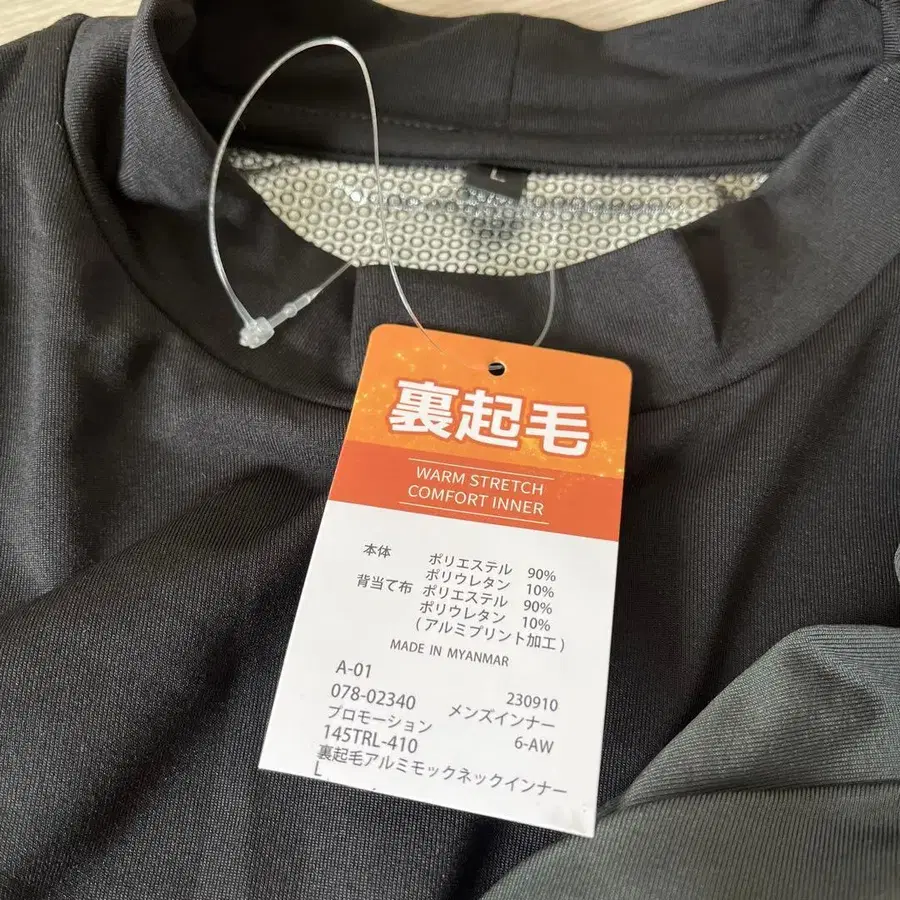 L
裏起毛
WARM STRETCH
COMFORT INNER
本体 ポリエステル 90%
ポリウレタン 10%
背当て布 ポリエステル 90%
ポリウレタン 10%
(アルミプリント加工)
MADE IN MYANMAR
A-01
078-02340 230910
プロモーション メンズインナー
145TRL-410 6-AW
裏起毛アルミモックネックインナー
L